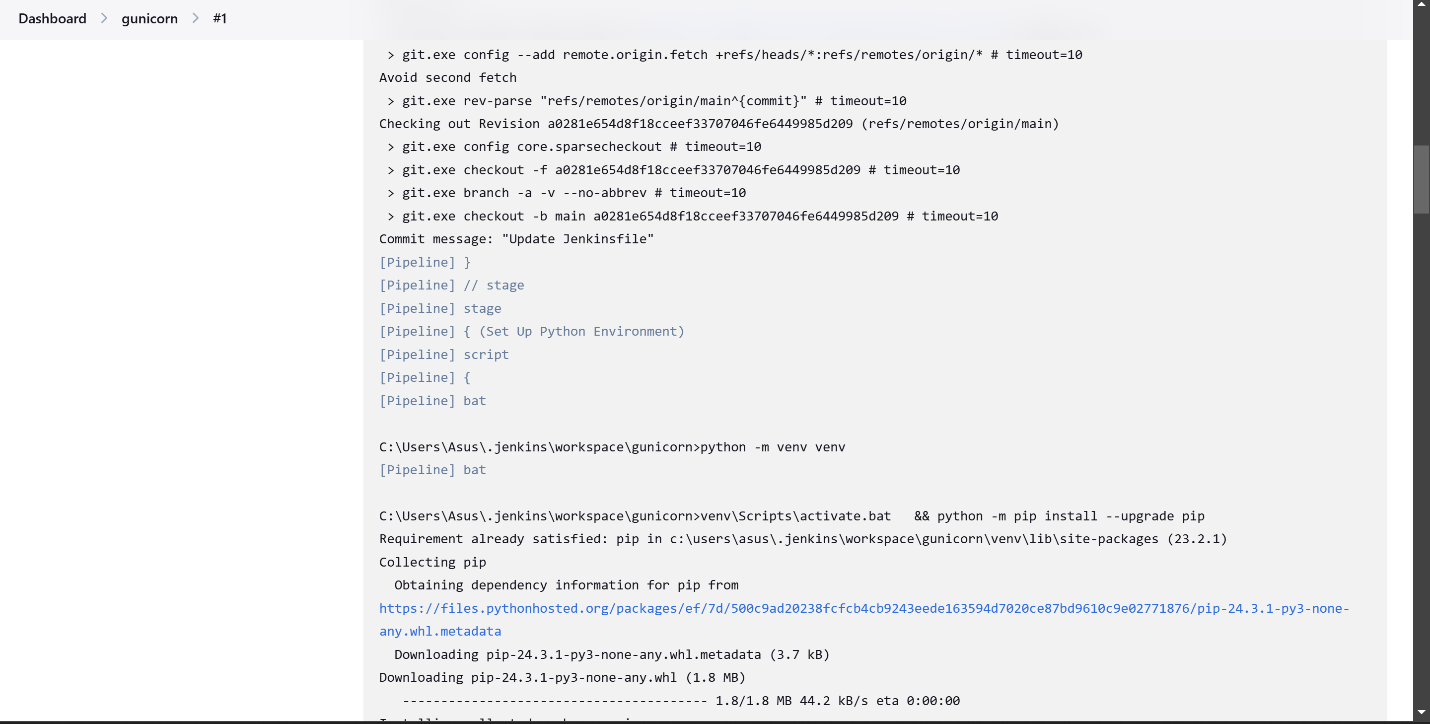 Dashboard > gunicorn > #1
> git.exe config --add remote.origin.fetch +refs/heads/*:refs/remotes/origin/* # timeout=10
Avoid second fetch
> git.exe rev-parse "refs/remotes/origin/main^{commit}" # timeout=10
Checking out Revision a0281e654d8f18cceef33707046fe6449985d209 (refs/remotes/origin/main)
> git.exe config core.sparsecheckout # timeout=10
> git.exe checkout -f a0281e654d8f18cceef33707046fe6449985d209 # timeout=10
> git.exe branch -a -v --no-abbrev # timeout=10
> git.exe checkout -b main a0281e654d8f18cceef33707046fe6449985d209 # timeout=10
Commit message: "Update Jenkinsfile"
[Pipeline] }
[Pipeline] // stage
[Pipeline] stage
[Pipeline] { (Set Up Python Environment)
[Pipeline] script
[Pipeline] {
[Pipeline] bat
C:\Users\Asus\.jenkins\workspace\gunicorn>python -m venv venv
[Pipeline] bat
C:\Users\Asus\.jenkins\workspace\gunicorn>venv\Scripts\activate.bat   && python -m pip install --upgrade pip
Requirement already satisfied: pip in c:\users\asus\.jenkins\workspace\gunicorn\venv\lib\site-packages (23.2.1)
Collecting pip
Obtaining dependency information for pip from
https://files.pythonhosted.org/packages/ef/7d/500c9ad20238fcfcb4cb9243eede163594d7020ce87bd9610c9e02771876/pip-24.3.1-py3-none-
any.whl.metadata
Downloading pip-24.3.1-py3-none-any.whl.metadata (3.7 kB)
Downloading pip-24.3.1-py3-none-any.whl (1.8 MB)
---------------------------------------- 1.8/1.8 MB 44.2 kB/s eta 0:00:00